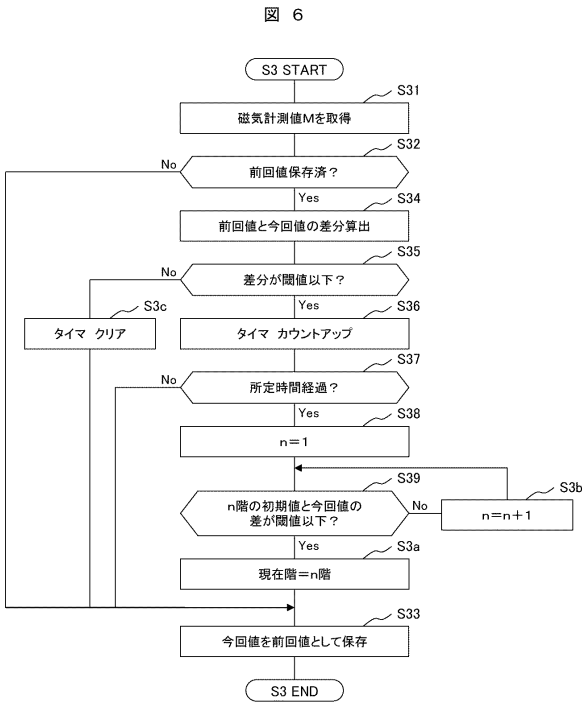 図 6
S3 START
S31
磁気計測値Mを取得
S32
前回値保存済？
No
Yes
S34
前回値と今回値の差分算出
S35
差分が閾値以下？
No
Yes
S3c
タイマ クリア
S36
タイマ カウントアップ
S37
所定時間経過？
No
Yes
S38
n＝1
S39
n階の初期値と今回値の
差が閾値以下？
No
S3b
n＝n＋1
Yes
S3a
現在階＝n階
S33
今回値を前回値として保存
S3 END